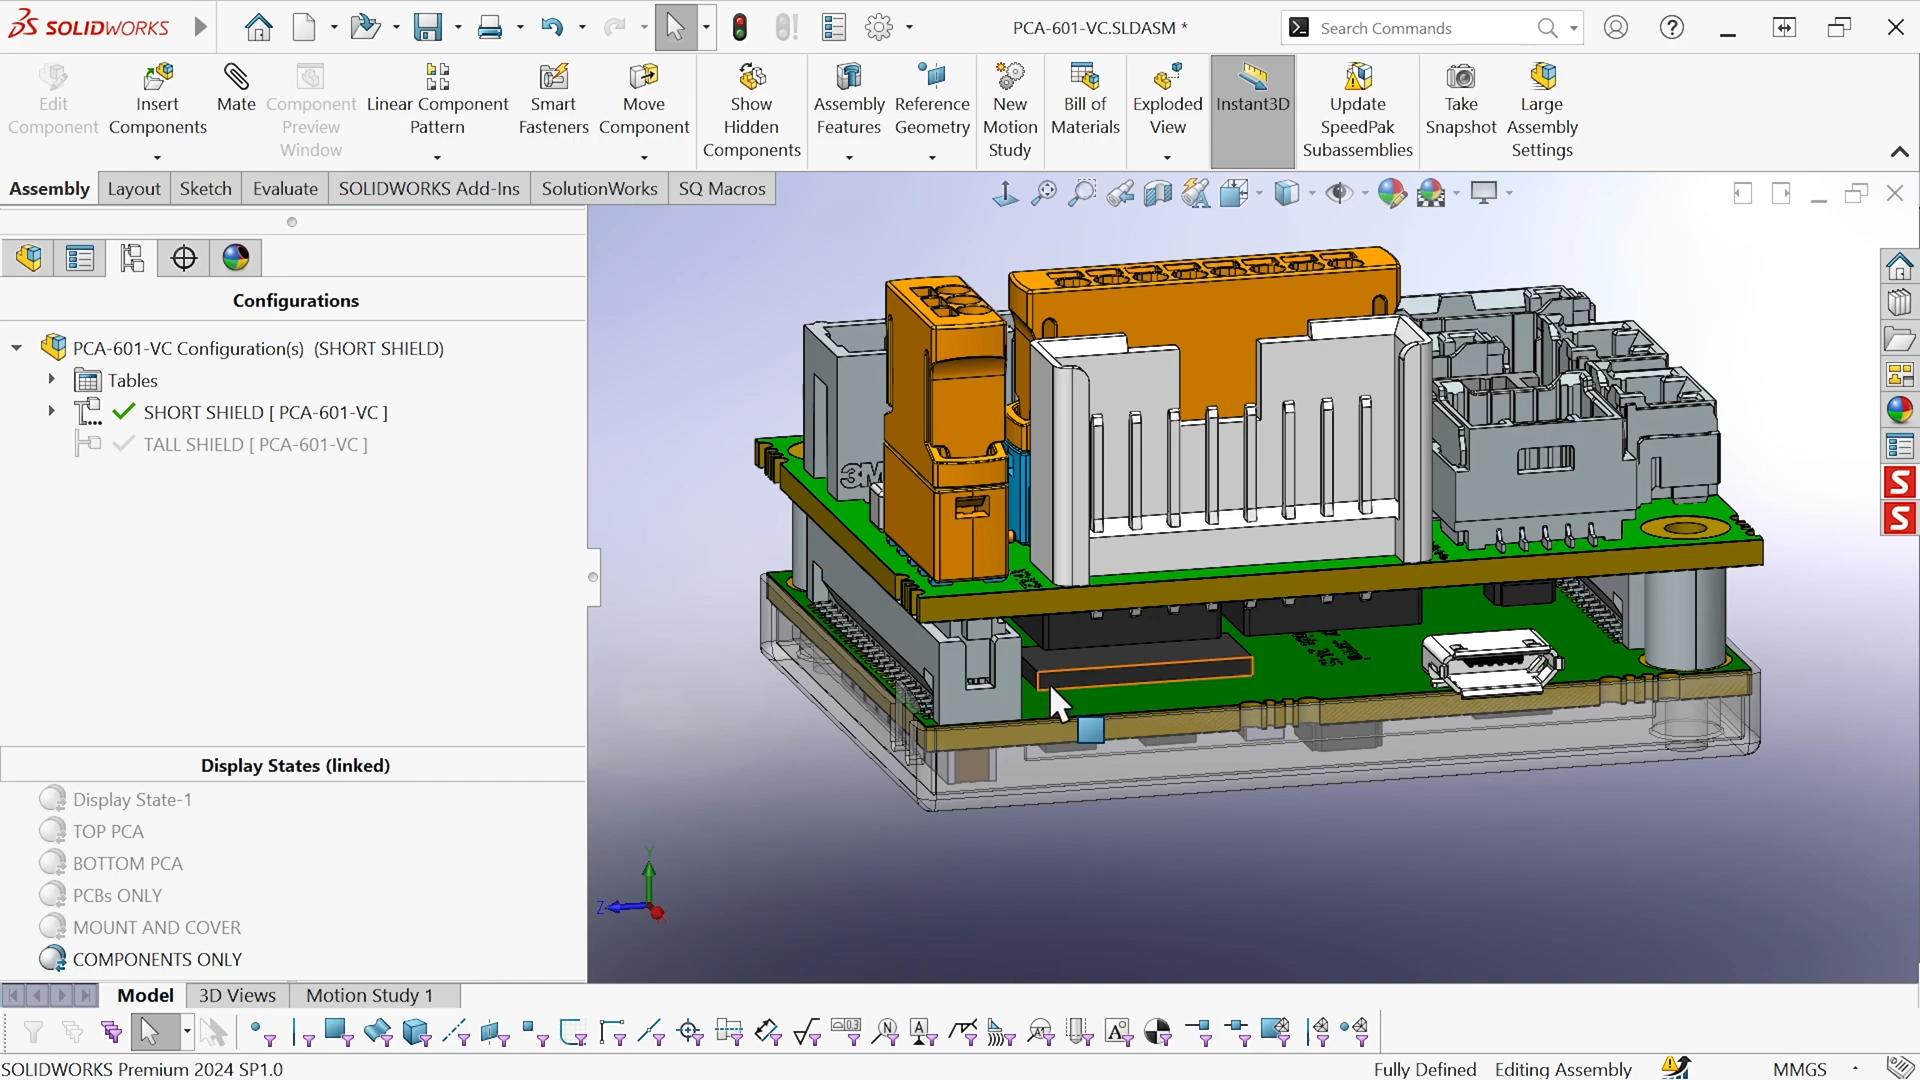 SOLIDWORKS
PCA-601-VC.SLDASM *
Search Commands
Edit Component
Insert Components
Mate
Component Preview Window
Linear Component Pattern
Smart Fasteners
Move Component
Show Hidden Components
Assembly Features
Reference Geometry
New Motion Study
Bill of Materials
Exploded View
Instant3D
Update SpeedPak Subassemblies
Take Snapshot
Large Assembly Settings
Assembly
Layout
Sketch
Evaluate
SOLIDWORKS Add-Ins
SolutionWorks
SQ Macros
Configurations
PCA-601-VC Configuration(s) (SHORT SHIELD)
Tables
SHORT SHIELD [ PCA-601-VC ]
TALL SHIELD [ PCA-601-VC ]
3M
S
S
Display States (linked)
Display State-1
TOP PCA
BOTTOM PCA
PCBs ONLY
MOUNT AND COVER
COMPONENTS ONLY
Y
Z
Model
3D Views
Motion Study 1
SOLIDWORKS Premium 2024 SP1.0
Fully Defined
Editing Assembly
MMGS